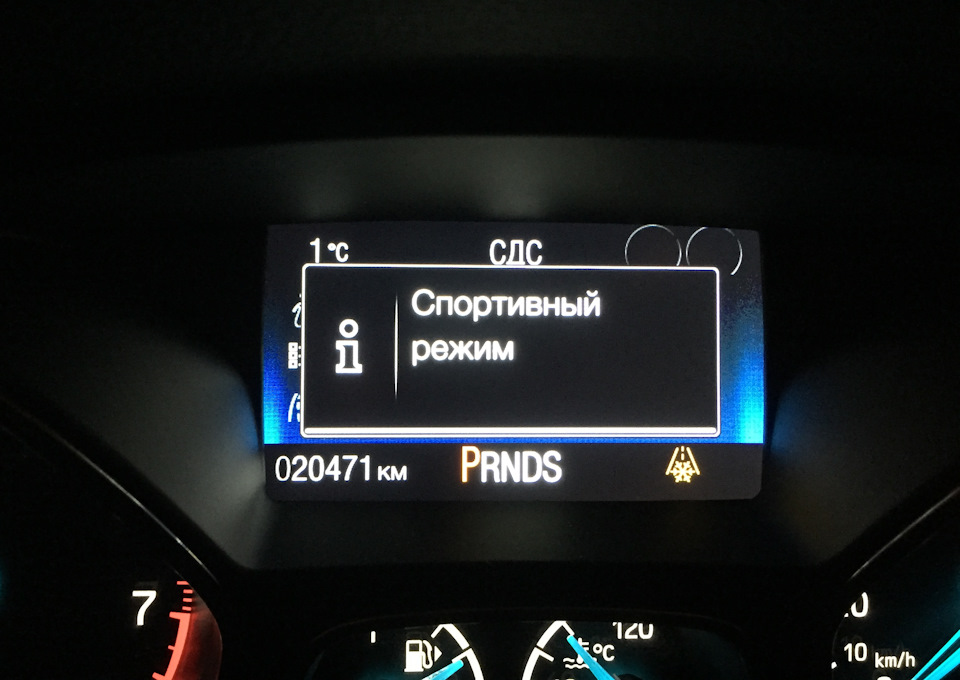 1°C СДС
Спортивный
режим
020471 км PRNDS
7
120
°C
10 km/h